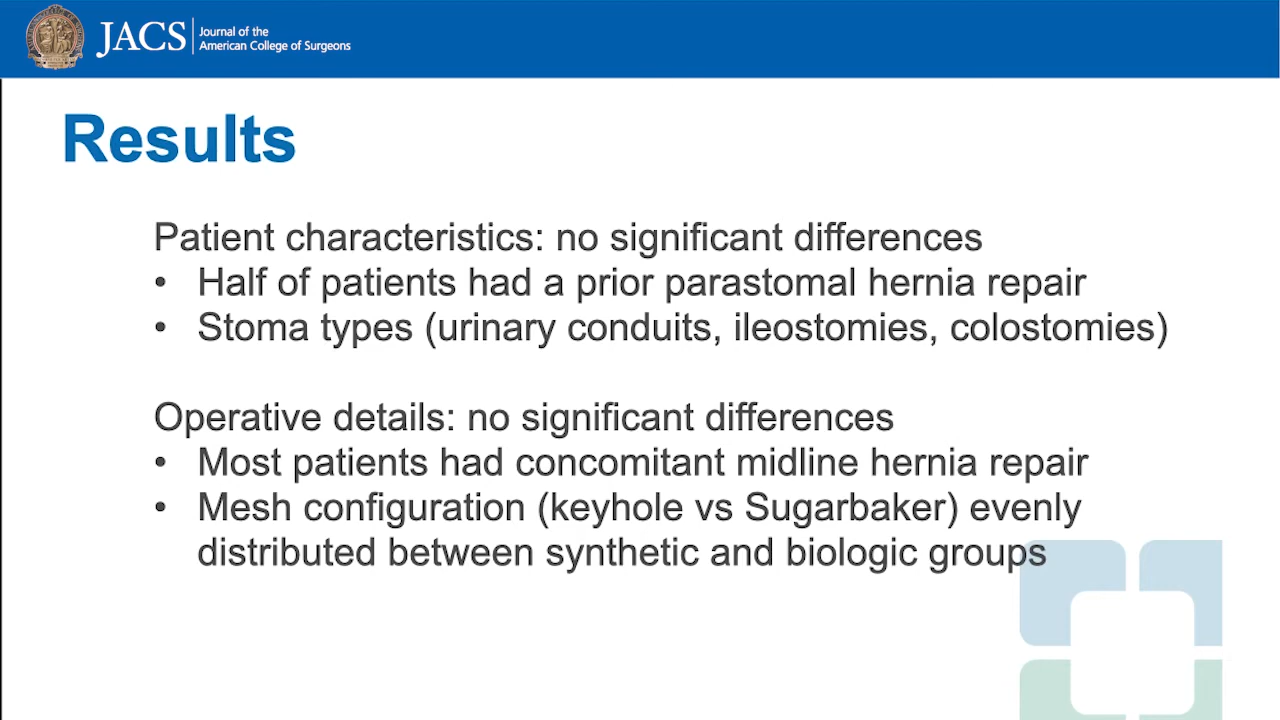 JACS
Journal of the
American College of Surgeons
Results
Patient characteristics: no significant differences
• Half of patients had a prior parastomal hernia repair
• Stoma types (urinary conduits, ileostomies, colostomies)
Operative details: no significant differences
• Most patients had concomitant midline hernia repair
• Mesh configuration (keyhole vs Sugarbaker) evenly
distributed between synthetic and biologic groups